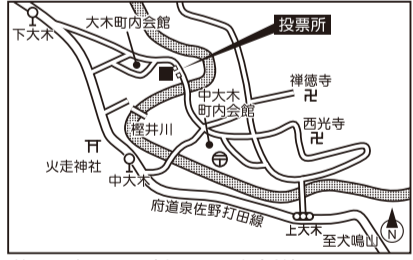 下大木
大木町内会館
投票所
禅徳寺
中大木
町内会館
西光寺
樫井川
火走神社
中大木
府道泉佐野打田線
上大木
至犬鳴山
N